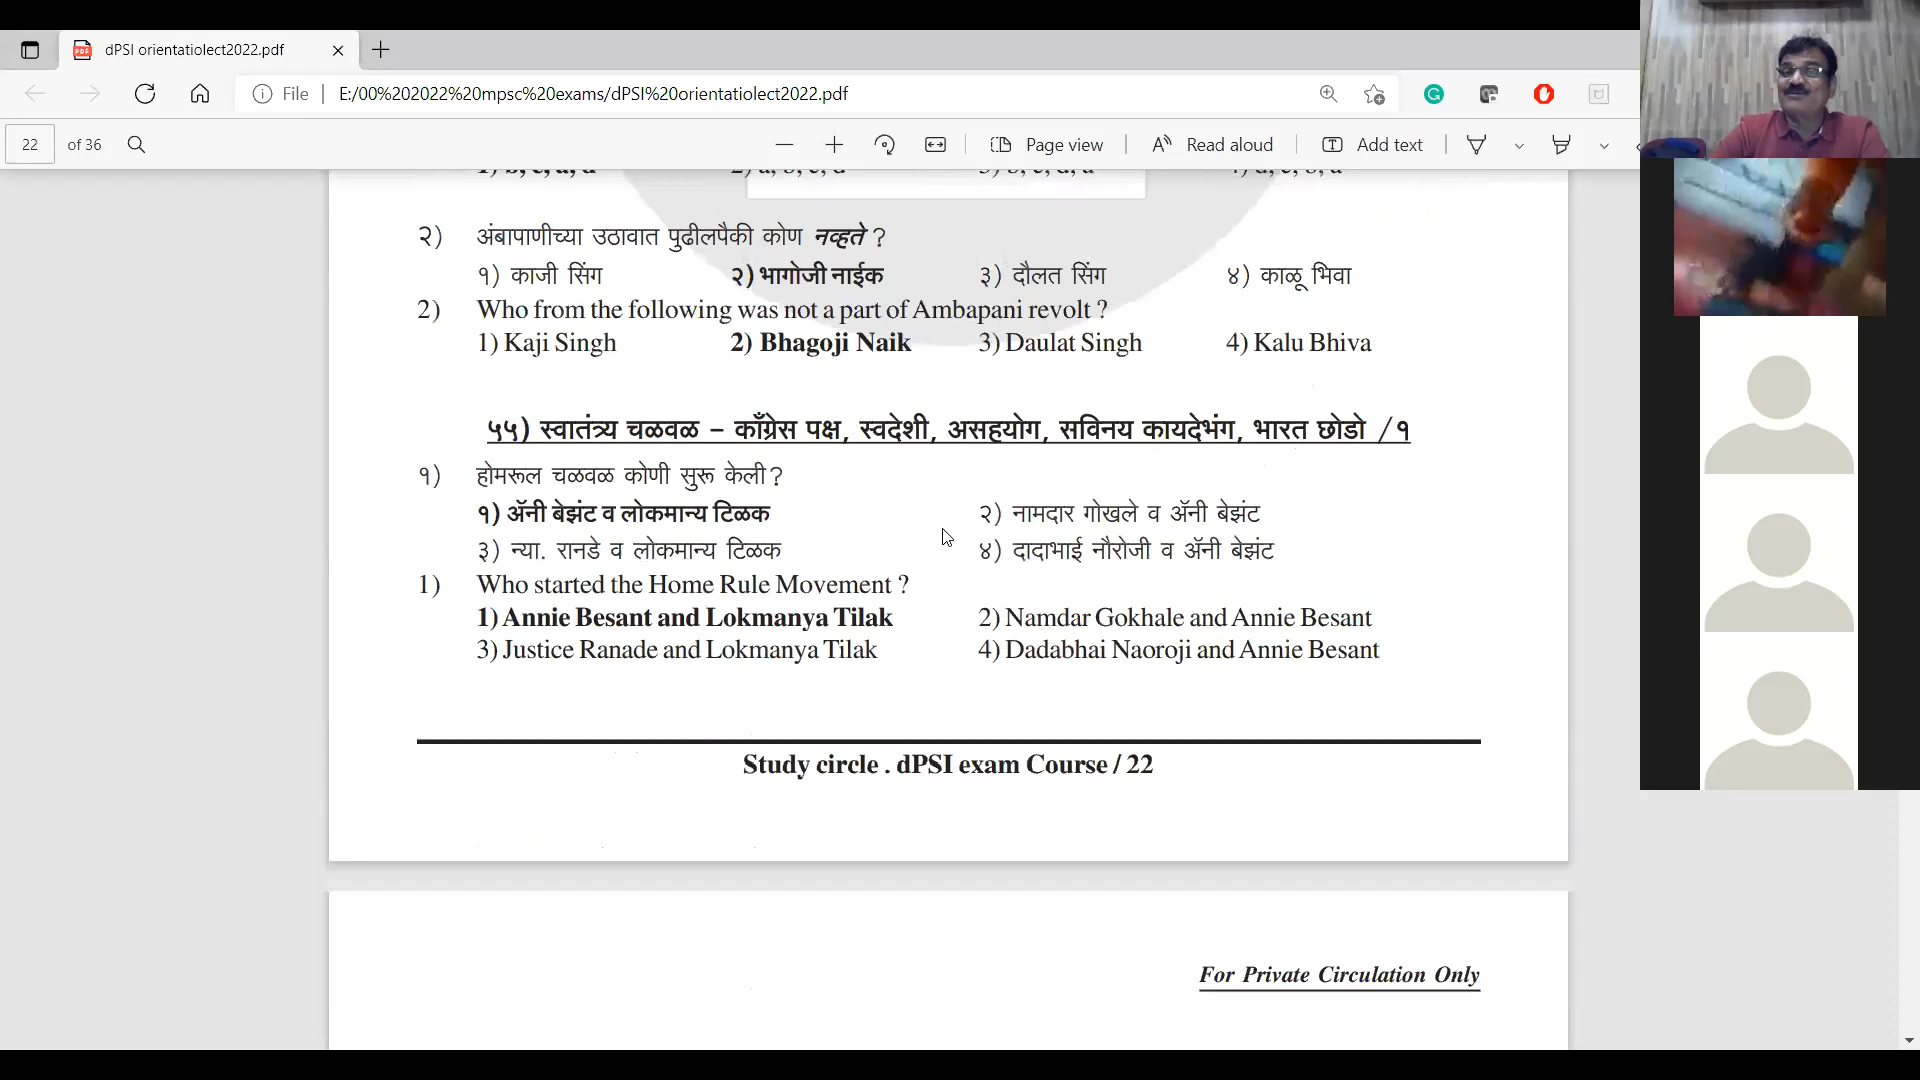 dPSI orientatiolect2022.pdf
File E:/00%202022%20mpsc%20exams/dPSI%20orientatiolect2022.pdf
22 of 36 Page view Read aloud Add text
1) b, c, a, d 2) a, b, c, d 3) b, c, d, a 4) d, c, b, a
२) अंबापाणीच्या उठावात पुढीलपैकी कोण नव्हते ?
१) काजी सिंग २) भागोजी नाईक ३) दौलत सिंग ४) काळू भिवा
2) Who from the following was not a part of Ambapani revolt ?
1) Kaji Singh 2) Bhagoji Naik 3) Daulat Singh 4) Kalu Bhiva
५५) स्वातंत्र्य चळवळ – काँग्रेस पक्ष, स्वदेशी, असहयोग, सविनय कायदेभंग, भारत छोडो /१
१) होमरूल चळवळ कोणी सुरू केली?
१) ॲनी बेझंट व लोकमान्य टिळक २) नामदार गोखले व ॲनी बेझंट
३) न्या. रानडे व लोकमान्य टिळक ४) दादाभाई नौरोजी व ॲनी बेझंट
1) Who started the Home Rule Movement ?
1) Annie Besant and Lokmanya Tilak 2) Namdar Gokhale and Annie Besant
3) Justice Ranade and Lokmanya Tilak 4) Dadabhai Naoroji and Annie Besant
Study circle . dPSI exam Course / 22
For Private Circulation Only